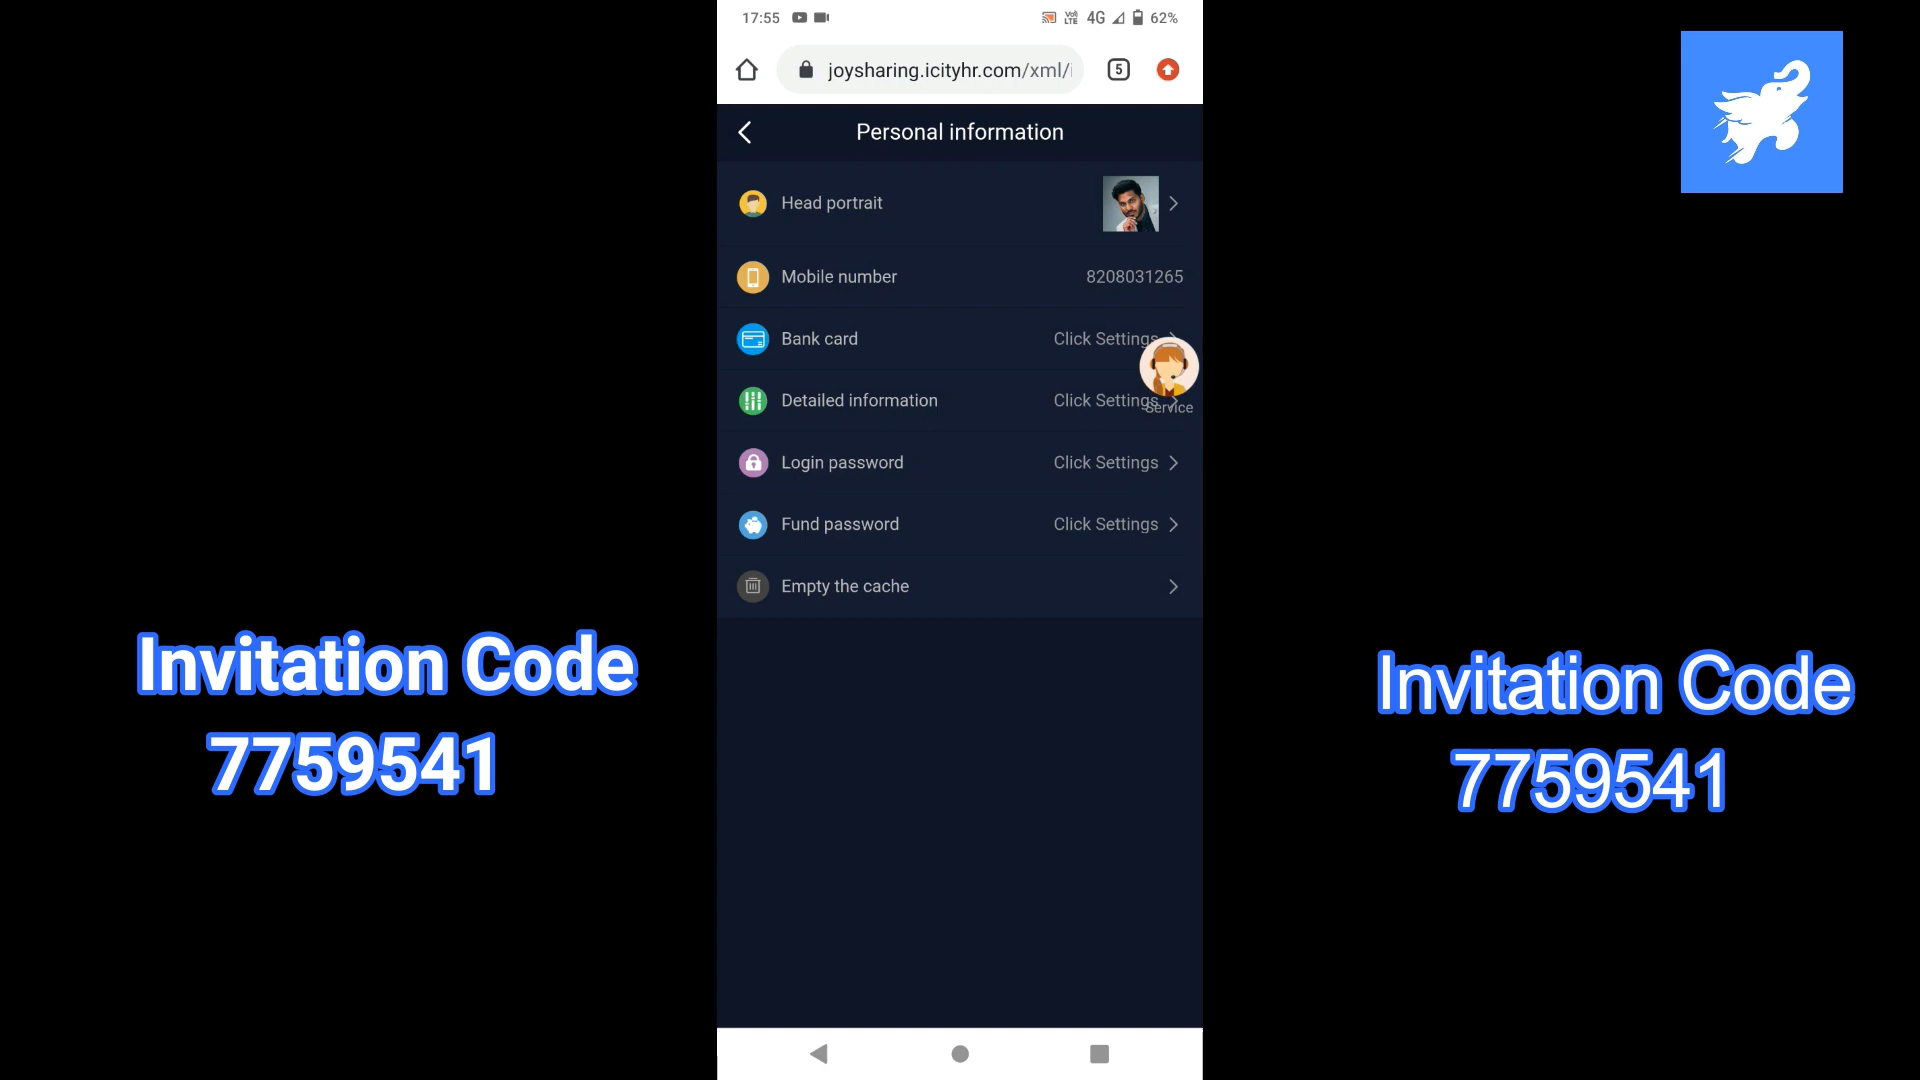 17:55
Vo)
LTE
4G
62%
joysharing.icityhr.com/xml/i
5
Personal information
Head portrait
Mobile number 8208031265
Bank card Click Settings
Detailed information Click Settings
Service
Login password Click Settings
Fund password Click Settings
Empty the cache
Invitation Code
7759541
Invitation Code
7759541